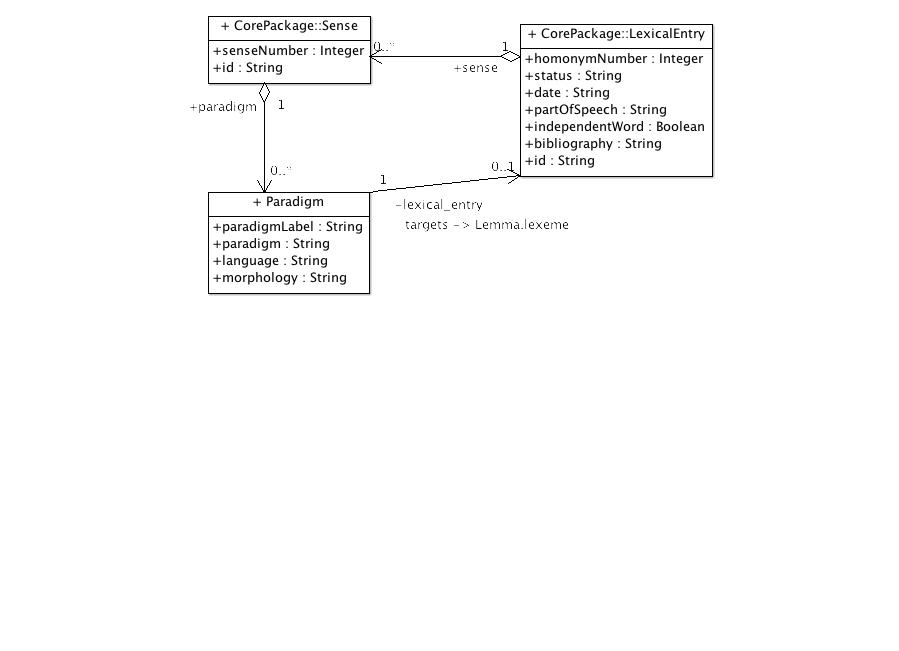 + CorePackage::Sense
+senseNumber : Integer
+id : String
0..*
1
+sense
+ CorePackage::LexicalEntry
+homonymNumber : Integer
+status : String
+date : String
+partOfSpeech : String
+independentWord : Boolean
+bibliography : String
+id : String
+paradigm
1
0..*
1
0..1
-lexical_entry
targets -> Lemma.lexeme
+ Paradigm
+paradigmLabel : String
+paradigm : String
+language : String
+morphology : String